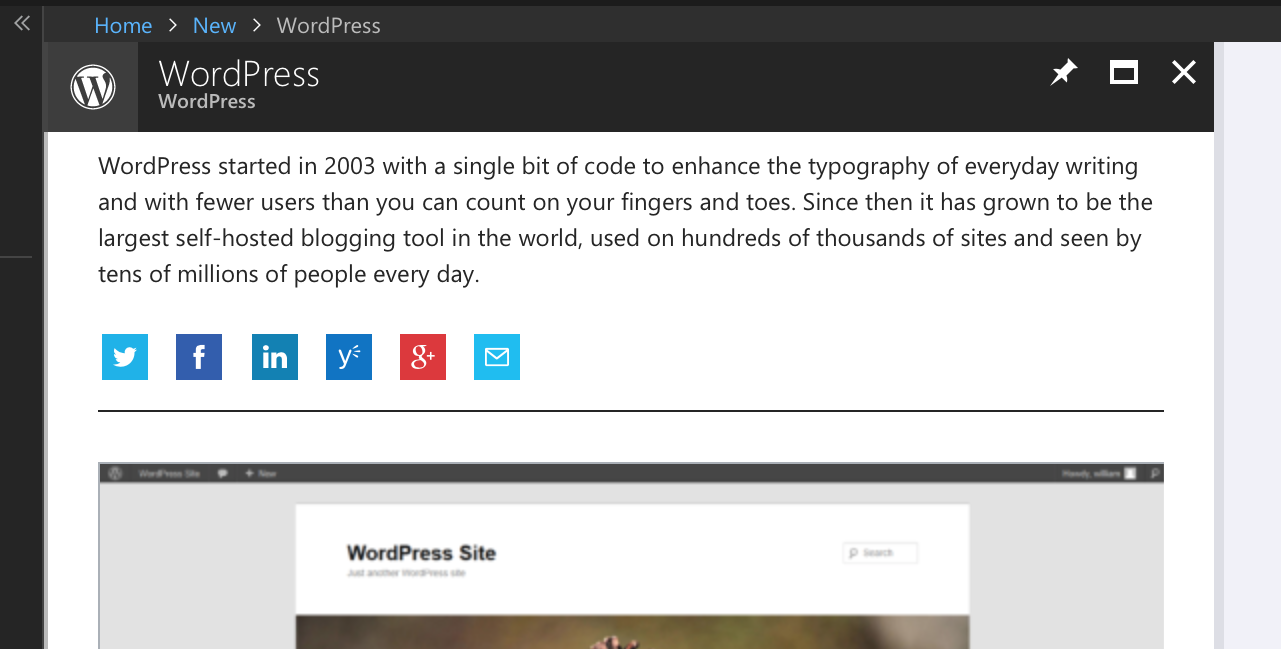 Home > New > WordPress
WordPress
WordPress
WordPress started in 2003 with a single bit of code to enhance the typography of everyday writing
and with fewer users than you can count on your fingers and toes. Since then it has grown to be the
largest self-hosted blogging tool in the world, used on hundreds of thousands of sites and seen by
tens of millions of people every day.
f in y g+
WordPress Site + New Howdy, william
WordPress Site
Search
Just another WordPress site